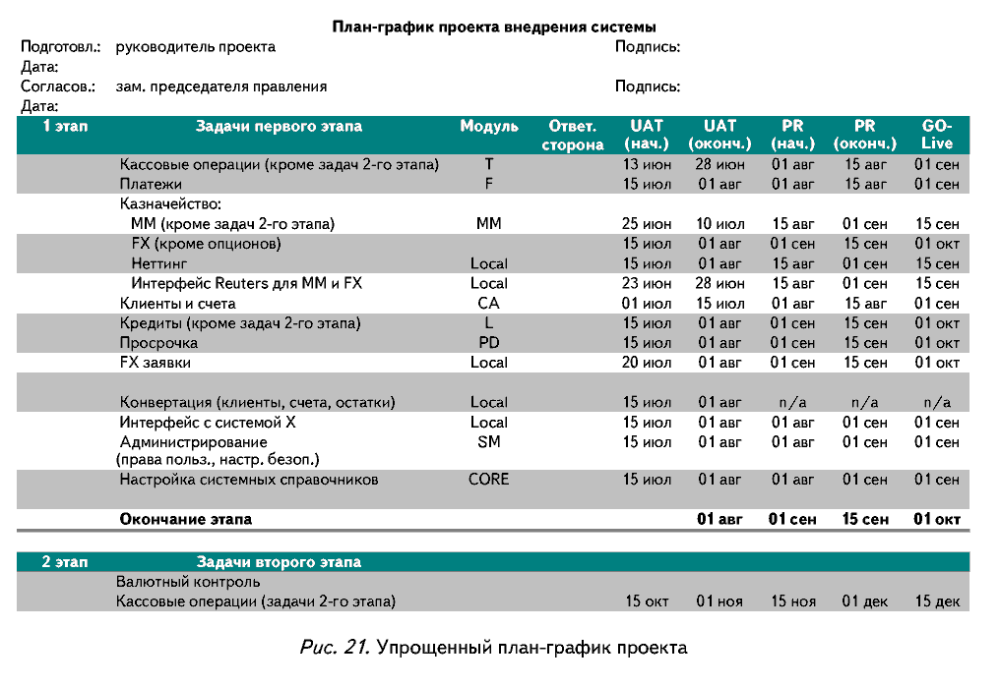 План-график проекта внедрения системы
Подготовл.: руководитель проекта Подпись:
Дата:
Согласов.: зам. председателя правления Подпись:
Дата:
1 этап Задачи первого этапа Модуль Ответ. сторона UAT (нач.) UAT (оконч.) PR (нач.) PR (оконч.) GO-Live
Кассовые операции (кроме задач 2-го этапа) T 13 июн 28 июн 01 авг 15 авг 01 сен
Платежи F 15 июл 01 авг 01 авг 15 авг 01 сен
Казначейство:
MM (кроме задач 2-го этапа) MM 25 июн 10 июл 15 авг 01 сен 15 сен
FX (кроме опционов) 15 июл 01 авг 01 сен 15 сен 01 окт
Неттинг Local 15 июл 01 авг 15 авг 01 сен 15 сен
Интерфейс Reuters для MM и FX Local 23 июн 28 июн 15 авг 01 сен 15 сен
Клиенты и счета CA 01 июл 15 июл 01 авг 15 авг 01 сен
Кредиты (кроме задач 2-го этапа) L 15 июл 01 авг 01 сен 15 сен 01 окт
Просрочка PD 15 июл 01 авг 01 сен 15 сен 01 окт
FX заявки Local 20 июл 01 авг 01 сен 15 сен 01 окт
Конвертация (клиенты, счета, остатки) Local 15 июл 01 авг n/a n/a n/a
Интерфейс с системой X Local 15 июл 01 авг 01 авг 01 сен 01 сен
Администрирование SM 15 июл 01 авг 01 авг 01 сен 01 сен
(права польз., настр. безоп.)
Настройка системных справочников CORE 15 июл 01 авг 01 авг 01 сен 01 сен
Окончание этапа 01 авг 01 сен 15 сен 01 окт
2 этап Задачи второго этапа
Валютный контроль
Кассовые операции (задачи 2-го этапа) 15 окт 01 ноя 15 ноя 01 дек 15 дек
Рис. 21. Упрощенный план-график проекта